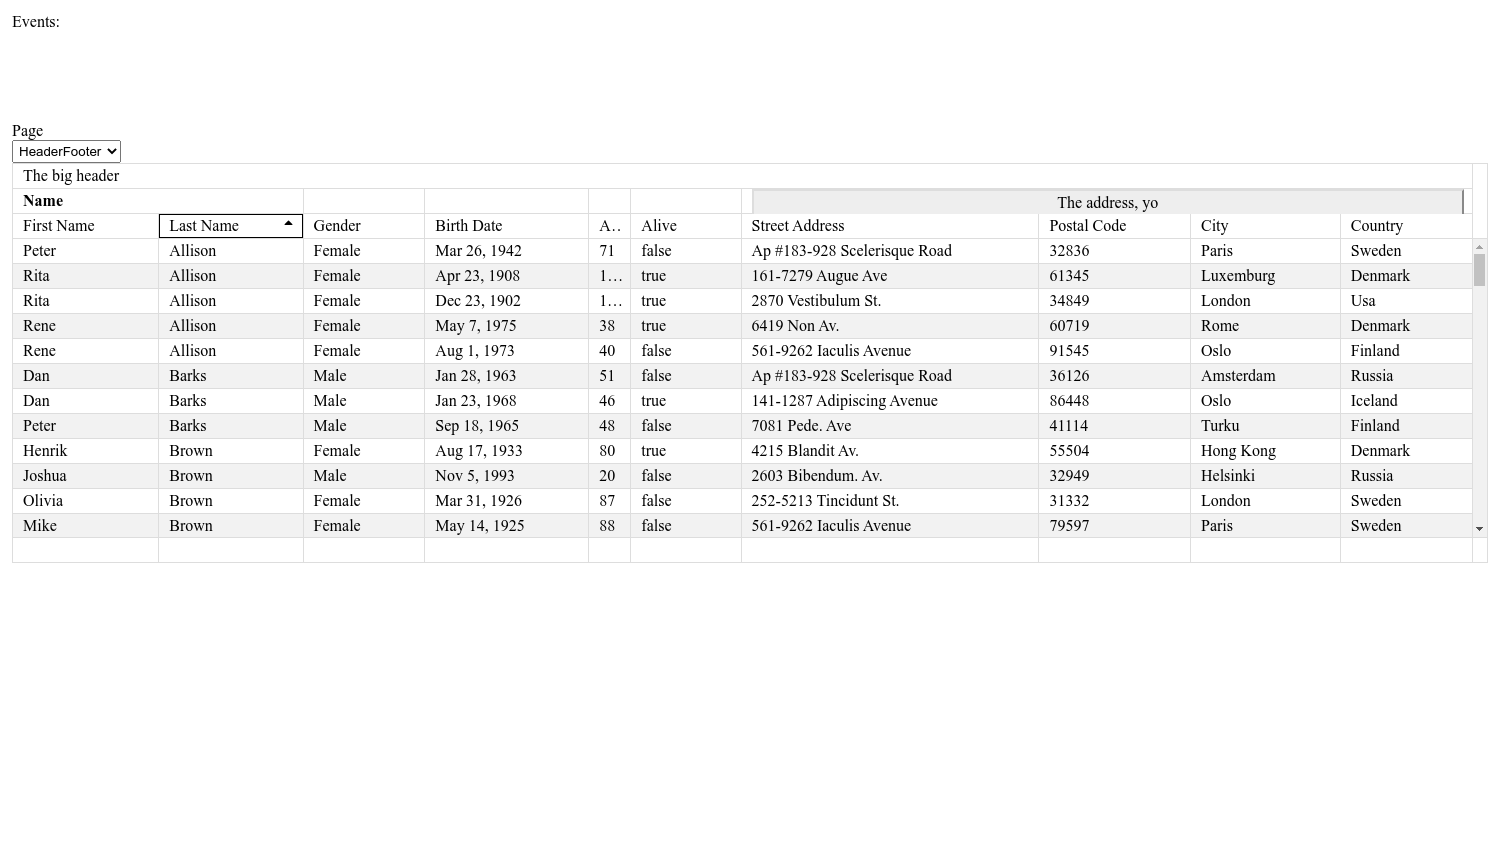 Events:
Page
HeaderFooter
The big header
Name The address, yo
First Name Last Name Gender Birth Date A.. Alive Street Address Postal Code City Country
Peter Allison Female Mar 26, 1942 71 false Ap #183-928 Scelerisque Road 32836 Paris Sweden
Rita Allison Female Apr 23, 1908 1... true 161-7279 Augue Ave 61345 Luxemburg Denmark
Rita Allison Female Dec 23, 1902 1... true 2870 Vestibulum St. 34849 London Usa
Rene Allison Female May 7, 1975 38 true 6419 Non Av. 60719 Rome Denmark
Rene Allison Female Aug 1, 1973 40 false 561-9262 Iaculis Avenue 91545 Oslo Finland
Dan Barks Male Jan 28, 1963 51 false Ap #183-928 Scelerisque Road 36126 Amsterdam Russia
Dan Barks Male Jan 23, 1968 46 true 141-1287 Adipiscing Avenue 86448 Oslo Iceland
Peter Barks Male Sep 18, 1965 48 false 7081 Pede. Ave 41114 Turku Finland
Henrik Brown Female Aug 17, 1933 80 true 4215 Blandit Av. 55504 Hong Kong Denmark
Joshua Brown Male Nov 5, 1993 20 false 2603 Bibendum. Av. 32949 Helsinki Russia
Olivia Brown Female Mar 31, 1926 87 false 252-5213 Tincidunt St. 31332 London Sweden
Mike Brown Female May 14, 1925 88 false 561-9262 Iaculis Avenue 79597 Paris Sweden